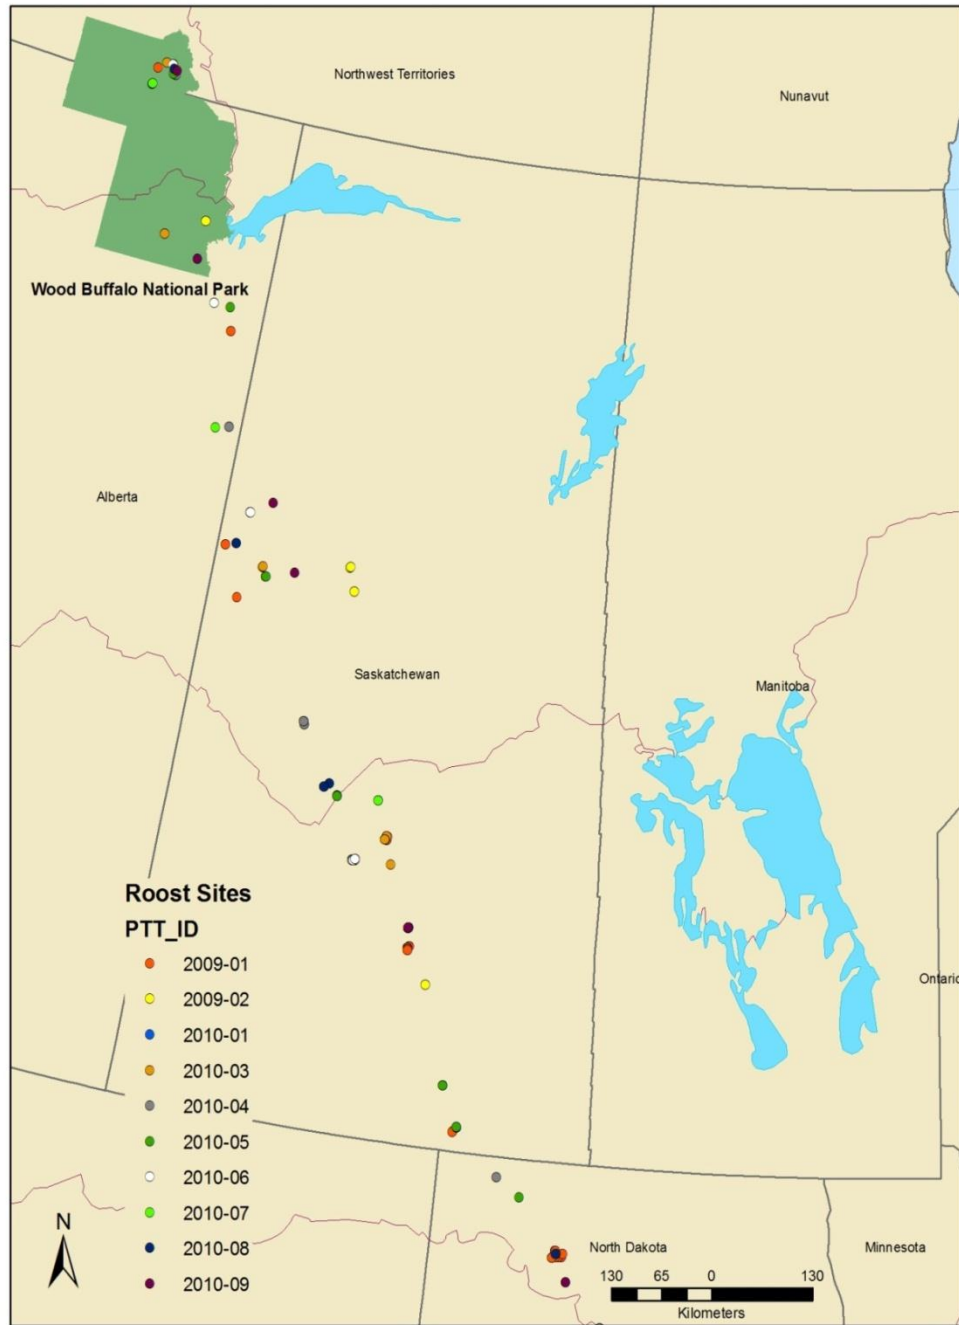 Northwest Territories
Nunavut
Wood Buffalo National Park
Alberta
Saskatchewan
Manitoba
Roost Sites
PTT_ID
2009-01
2009-02
2010-01
2010-03
2010-04
2010-05
2010-06
2010-07
2010-08
2010-09
Ontario
N
North Dakota
Minnesota
130 65 0 130
Kilometers